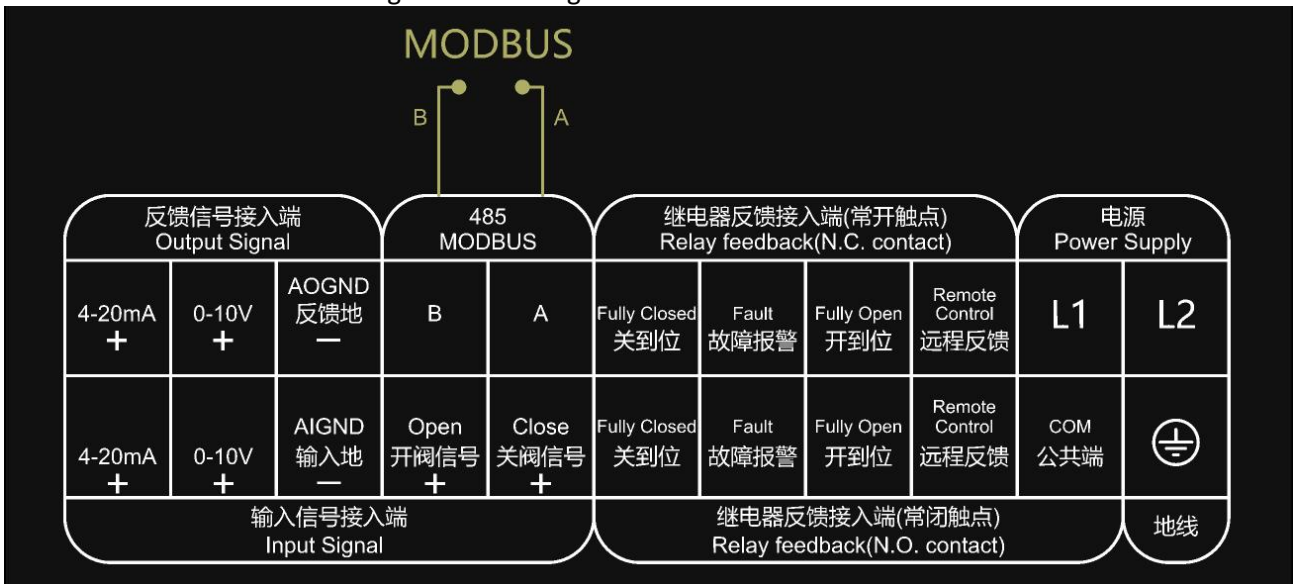 MODBUS
B
A
反馈信号接入端
Output Signal
485
MODBUS
继电器反馈接入端(常开触点)
Relay feedback(N.C. contact)
电源
Power Supply
4-20mA
+
0-10V
+
AOGND
反馈地
—
B
A
Fully Closed
关到位
Fault
故障报警
Fully Open
开到位
Remote
Control
远程反馈
L1
L2
4-20mA
+
0-10V
+
AIGND
输入地
—
Open
开阀信号
+
Close
关阀信号
+
Fully Closed
关到位
Fault
故障报警
Fully Open
开到位
Remote
Control
远程反馈
COM
公共端
输入信号接入端
Input Signal
继电器反馈接入端(常闭触点)
Relay feedback(N.O. contact)
地线